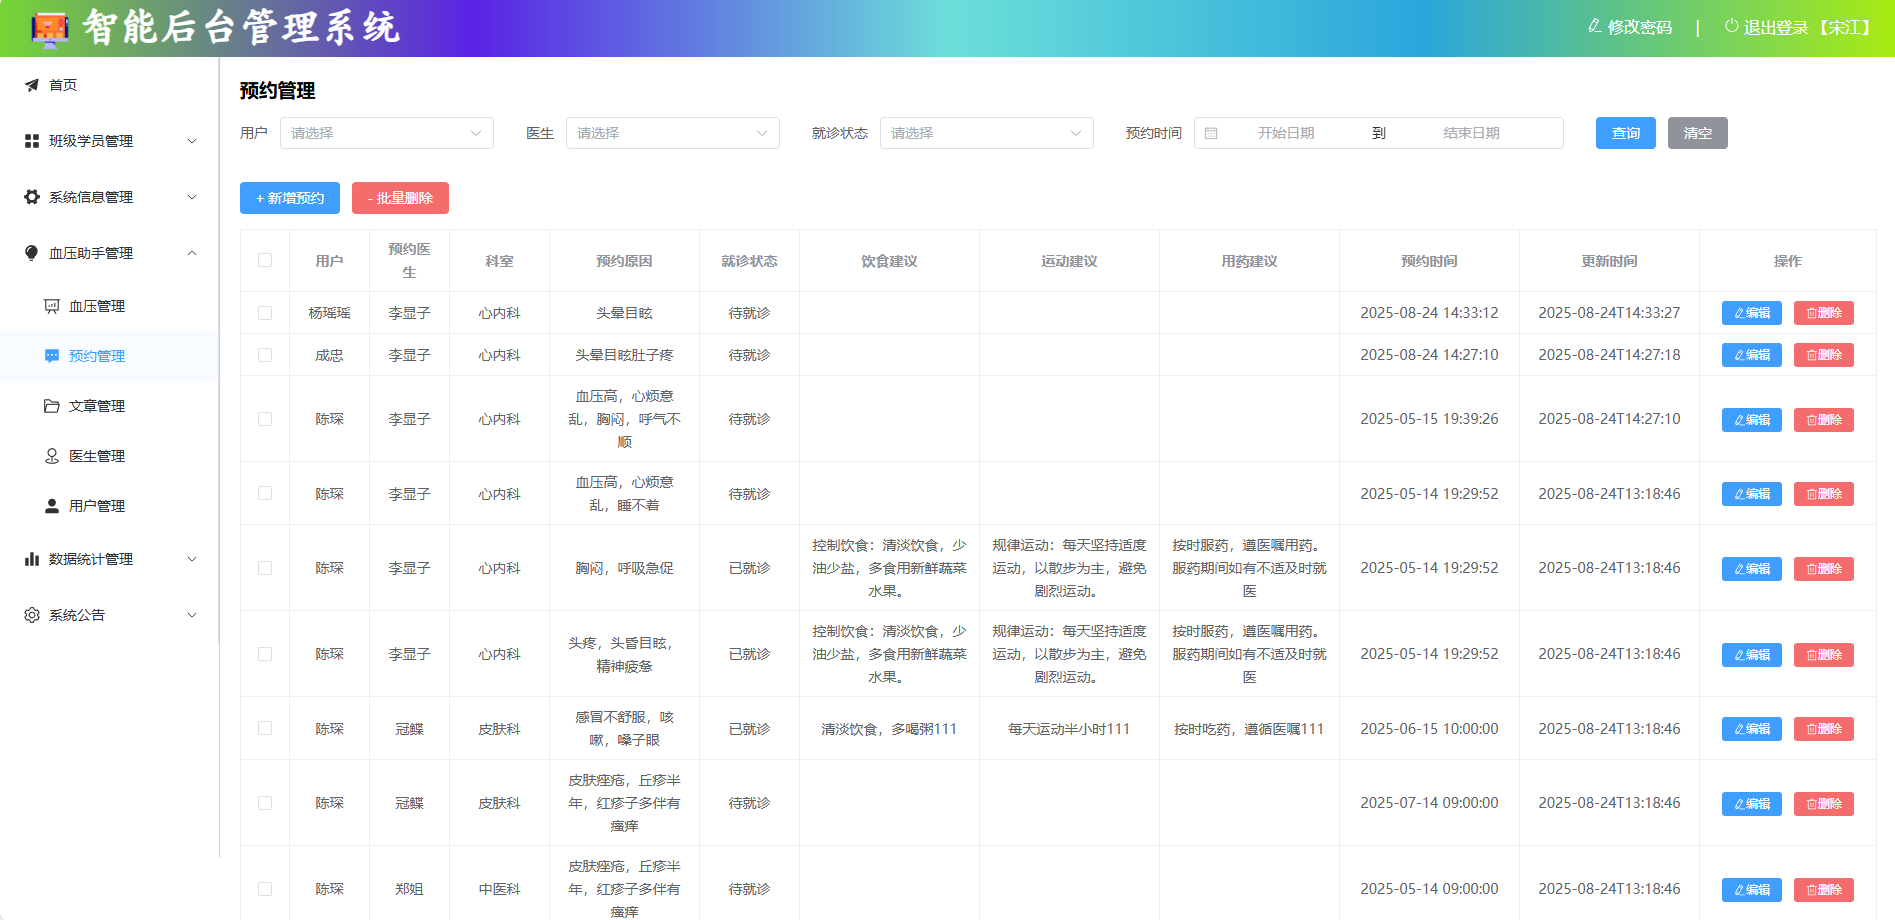 智能后台管理系统
修改密码 | 退出登录【宋江】
首页
班级学员管理
系统信息管理
血压助手管理
血压管理
预约管理
文章管理
医生管理
用户管理
数据统计管理
系统公告
预约管理
用户 请选择 医生 请选择 就诊状态 请选择 预约时间 开始日期 到 结束日期 查询 清空
+ 新增预约 - 批量删除
用户 预约医生 科室 预约原因 就诊状态 饮食建议 运动建议 用药建议 预约时间 更新时间 操作
杨瑶瑶 李显子 心内科 头晕目眩 待就诊 2025-08-24 14:33:12 2025-08-24T14:33:27 编辑 删除
成忠 李显子 心内科 头晕目眩肚子疼 待就诊 2025-08-24 14:27:10 2025-08-24T14:27:18 编辑 删除
陈琛 李显子 心内科 血压高，心烦意乱，胸闷，呼气不顺 待就诊 2025-05-15 19:39:26 2025-08-24T14:27:10 编辑 删除
陈琛 李显子 心内科 血压高，心烦意乱，睡不着 待就诊 2025-05-14 19:29:52 2025-08-24T13:18:46 编辑 删除
陈琛 李显子 心内科 胸闷，呼吸急促 已就诊 控制饮食：清淡饮食，少油少盐，多食用新鲜蔬菜水果。 规律运动：每天坚持适度运动，以散步为主，避免剧烈运动。 按时服药，遵医嘱用药。服药期间如有不适及时就医 2025-05-14 19:29:52 2025-08-24T13:18:46 编辑 删除
陈琛 李显子 心内科 头疼，头昏目眩，精神疲惫 已就诊 控制饮食：清淡饮食，少油少盐，多食用新鲜蔬菜水果。 规律运动：每天坚持适度运动，以散步为主，避免剧烈运动。 按时服药，遵医嘱用药。服药期间如有不适及时就医 2025-05-14 19:29:52 2025-08-24T13:18:46 编辑 删除
陈琛 冠鲽 皮肤科 感冒不舒服，咳嗽，嗓子眼 已就诊 清淡饮食，多喝粥111 每天运动半小时111 按时吃药，遵循医嘱111 2025-06-15 10:00:00 2025-08-24T13:18:46 编辑 删除
陈琛 冠鲽 皮肤科 皮肤痤疮，丘疹半年，红疹子多伴有瘙痒 待就诊 2025-07-14 09:00:00 2025-08-24T13:18:46 编辑 删除
陈琛 郑姐 中医科 皮肤痤疮，丘疹半年，红疹子多伴有瘙痒 待就诊 2025-05-14 09:00:00 2025-08-24T13:18:46 编辑 删除